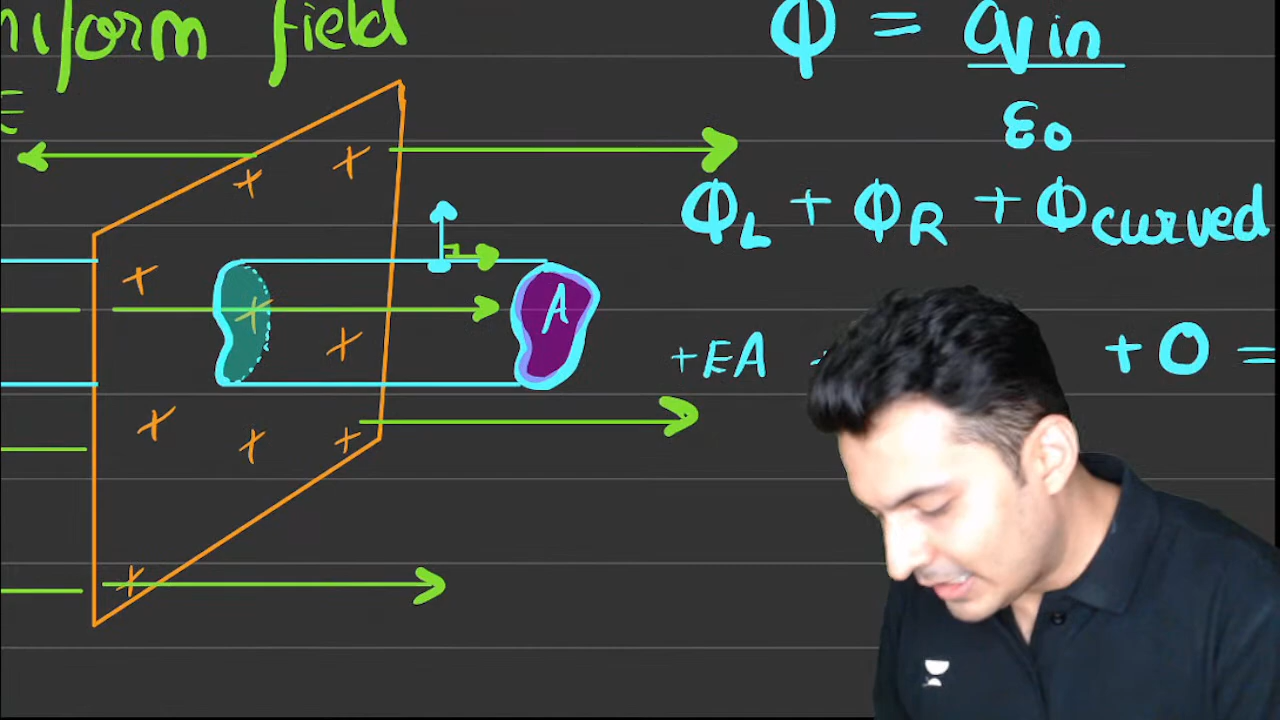 niform field
E
Φ = qin
ε0
ΦL + ΦR + Φcurved
A
+EA + 0 =